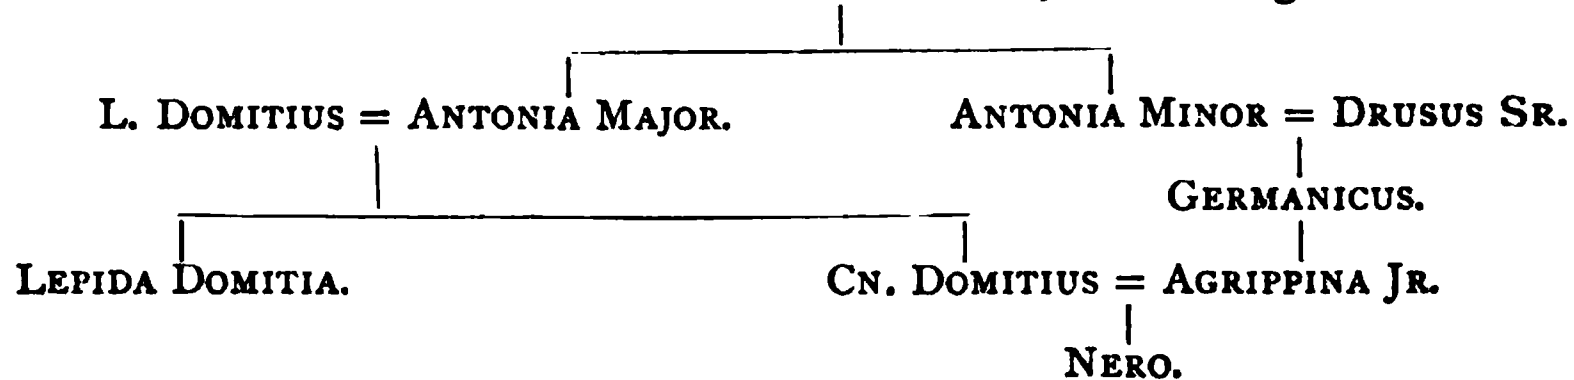 L. DOMITIUS = ANTONIA MAJOR. ANTONIA MINOR = DRUSUS SR.
GERMANICUS.
LEPIDA DOMITIA. CN. DOMITIUS = AGRIPPINA JR.
NERO.